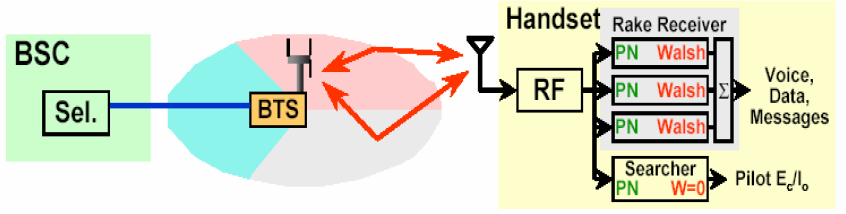 BSC
Sel.
BTS
Handset
RF
Rake Receiver
PN Walsh
PN Walsh
PN Walsh
Σ
Voice,
Data,
Messages
Searcher
PN W=0
Pilot Ec/Io